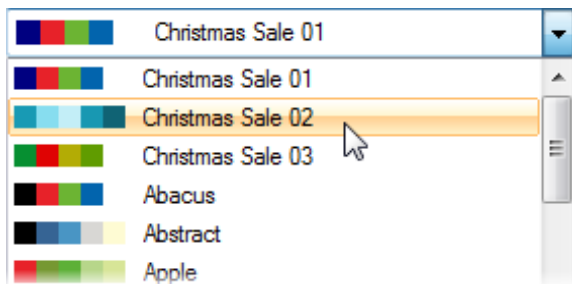 Christmas Sale 01
Christmas Sale 01
Christmas Sale 02
Christmas Sale 03
Abacus
Abstract
Apple